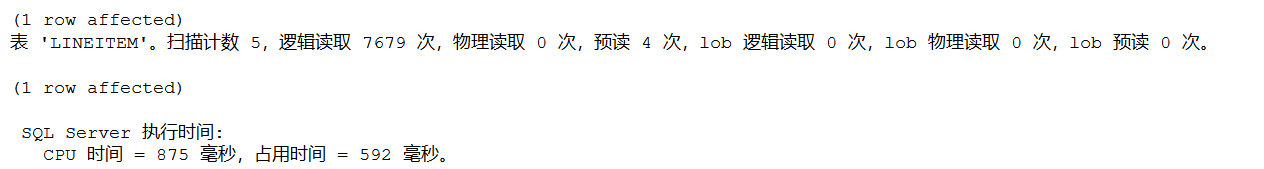 (1 row affected)
表 'LINEITEM'。扫描计数 5，逻辑读取 7679 次，物理读取 0 次，预读 4 次，lob 逻辑读取 0 次，lob 物理读取 0 次，lob 预读 0 次。
(1 row affected)
SQL Server 执行时间:
CPU 时间 = 875 毫秒，占用时间 = 592 毫秒。